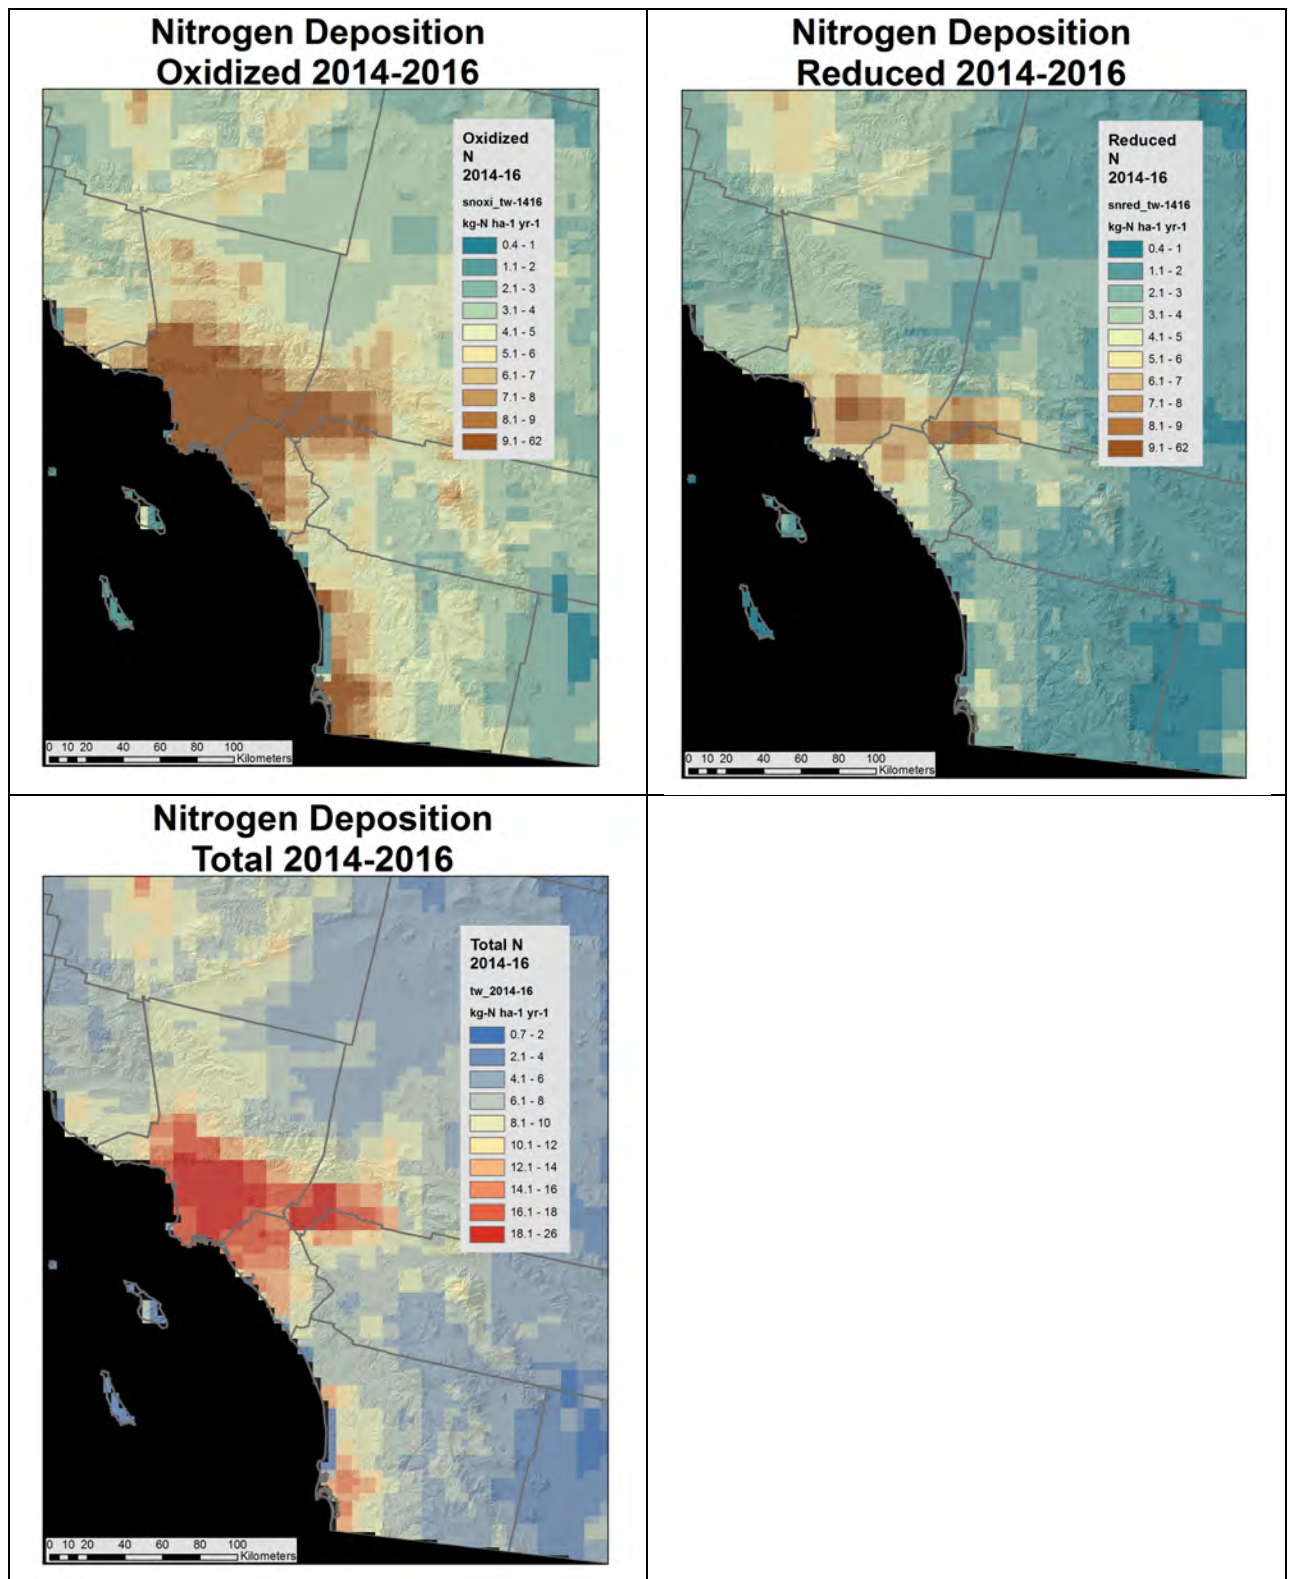 Nitrogen Deposition
Oxidized 2014-2016
Oxidized
N
2014-16
snoxi_tw-1416
kg-N ha-1 yr-1
0.4 - 1
1.1 - 2
2.1 - 3
3.1 - 4
4.1 - 5
5.1 - 6
6.1 - 7
7.1 - 8
8.1 - 9
9.1 - 62
0 10 20 40 60 80 100
Kilometers
Nitrogen Deposition
Reduced 2014-2016
Reduced
N
2014-16
snred_tw-1416
kg-N ha-1 yr-1
0.4 - 1
1.1 - 2
2.1 - 3
3.1 - 4
4.1 - 5
5.1 - 6
6.1 - 7
7.1 - 8
8.1 - 9
9.1 - 62
0 10 20 40 60 80 100
Kilometers
Nitrogen Deposition
Total 2014-2016
Total N
2014-16
tw_2014-16
kg-N ha-1 yr-1
0.7 - 2
2.1 - 4
4.1 - 6
6.1 - 8
8.1 - 10
10.1 - 12
12.1 - 14
14.1 - 16
16.1 - 18
18.1 - 26
0 10 20 40 60 80 100
Kilometers